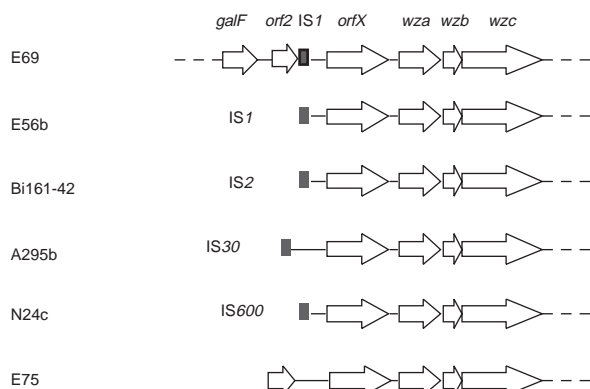 galF orf2 IS1 orfX wza wzb wzc
E69
E56b IS1
Bi161-42 IS2
A295b IS30
N24c IS600
E75